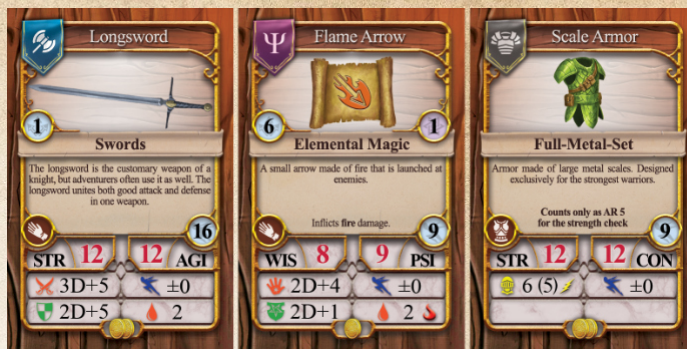 Longsword
1
Swords
The longsword is the customary weapon of a
knight, but adventurers often use it as well. The
longsword unites both good attack and defense
in one weapon.
16
STR 12 12 AGI
3D+5 ±0
2D+5 2
Ψ
Flame Arrow
6 1
Elemental Magic
A small arrow made of fire that is launched at
enemies.
Inflicts fire damage.
9
WIS 8 9 PSI
2D+4 ±0
2D+1 2
Scale Armor
Full-Metal-Set
Armor made of large metal scales. Designed
exclusively for the strongest warriors.
Counts only as AR 5
for the strength check
9
STR 12 12 CON
6 (5) ±0